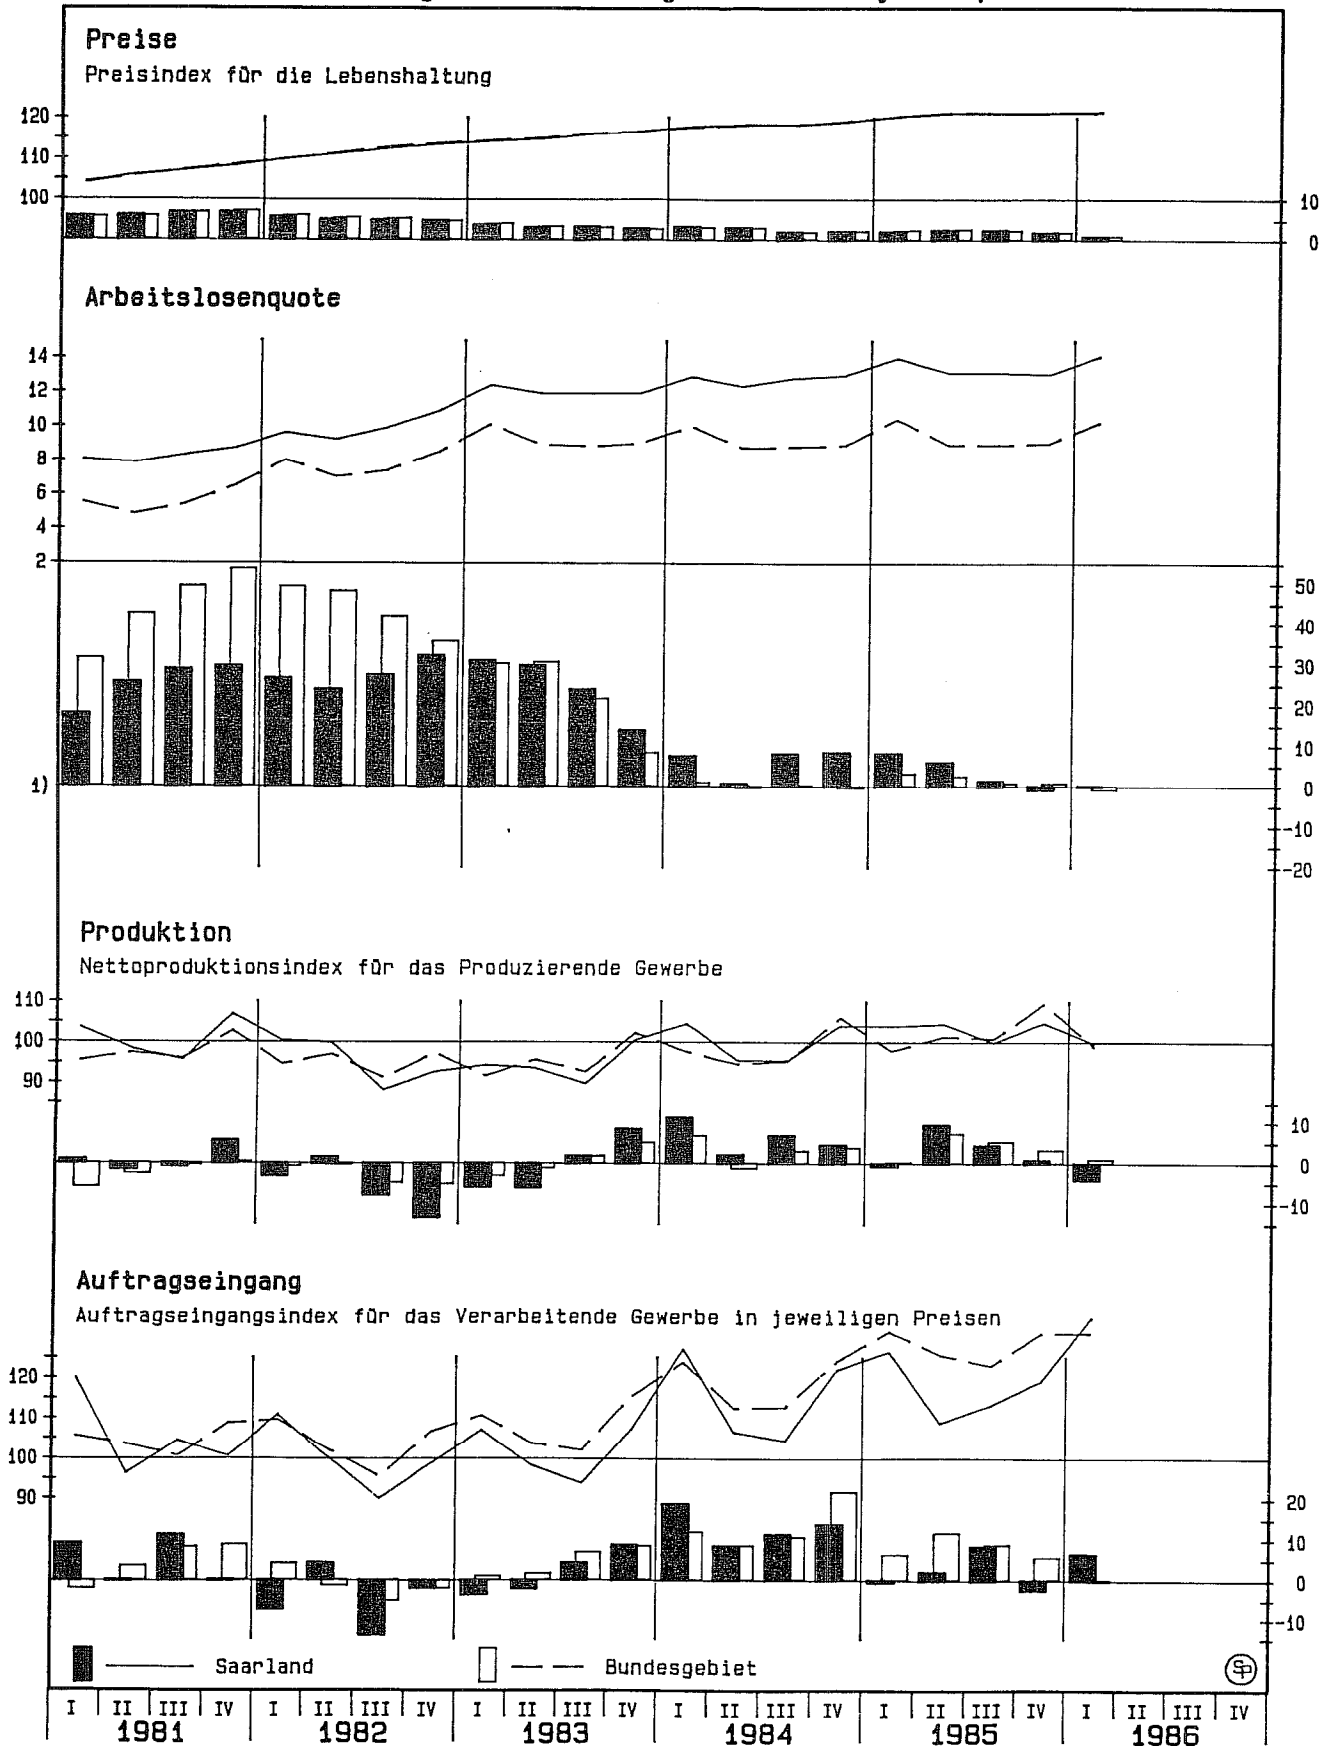 Preise
Preisindex für die Lebenshaltung
120
110
100
10
0
Arbeitslosenquote
14
12
10
8
6
4
2
50
40
30
20
10
1)
0
-10
-20
Produktion
Nettoproduktionsindex für das Produzierende Gewerbe
110
100
90
10
0
-10
Auftragseingang
Auftragseingangsindex für das Verarbeitende Gewerbe in jeweiligen Preisen
120
110
100
90
20
10
0
-10
Saarland
Bundesgebiet
SP
I II III IV I II III IV I II III IV I II III IV I II III IV I II III IV
1981 1982 1983 1984 1985 1986